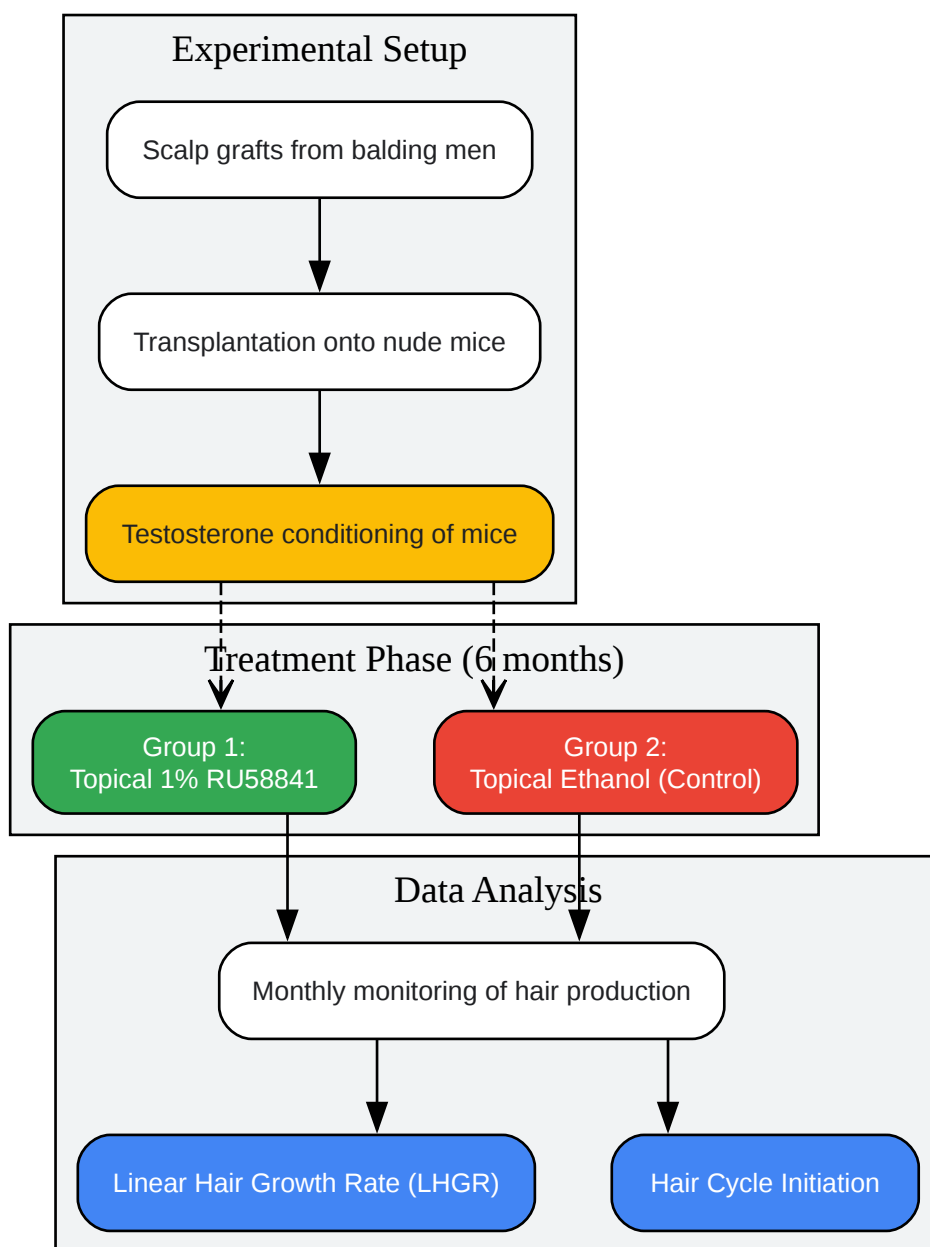 Experimental Setup
Scalp grafts from balding men
Transplantation onto nude mice
Testosterone conditioning of mice
Treatment Phase (6 months)
Group 1:
Topical 1% RU58841
Group 2:
Topical Ethanol (Control)
Data Analysis
Monthly monitoring of hair production
Linear Hair Growth Rate (LHGR)
Hair Cycle Initiation